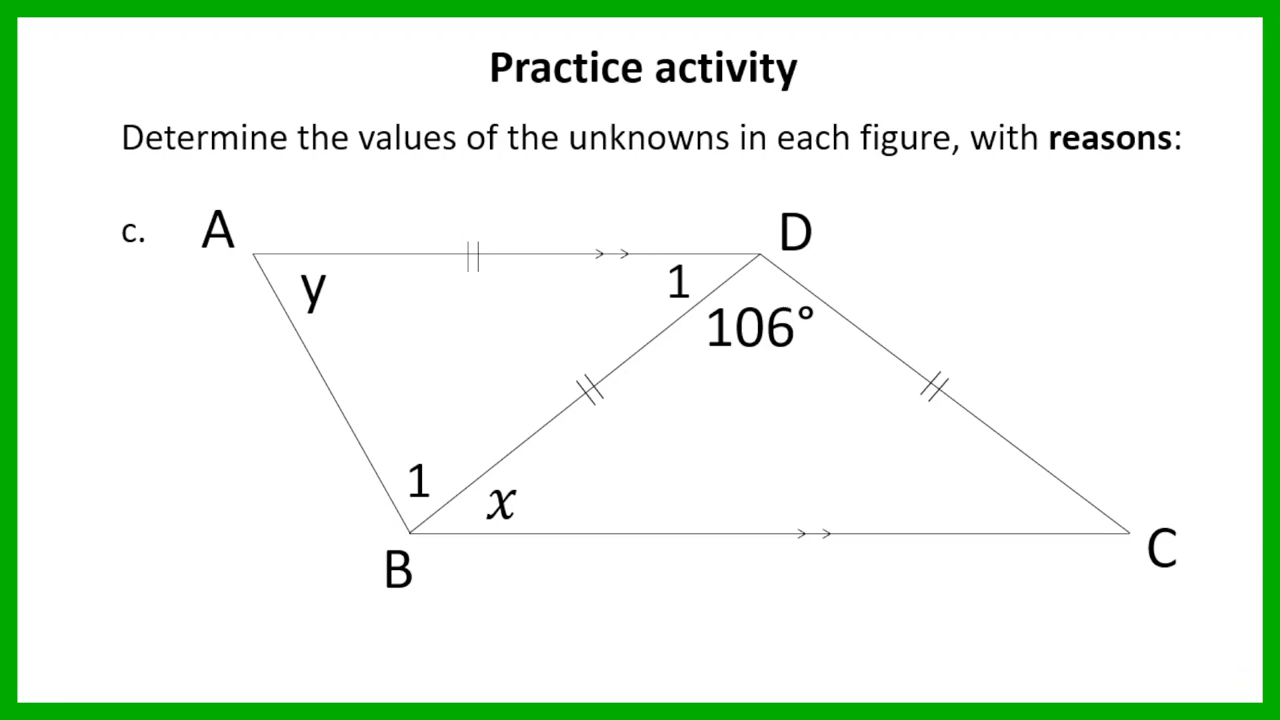 Practice activity
Determine the values of the unknowns in each figure, with reasons:
c.
A
D
y
1
106°
1
x
B
C